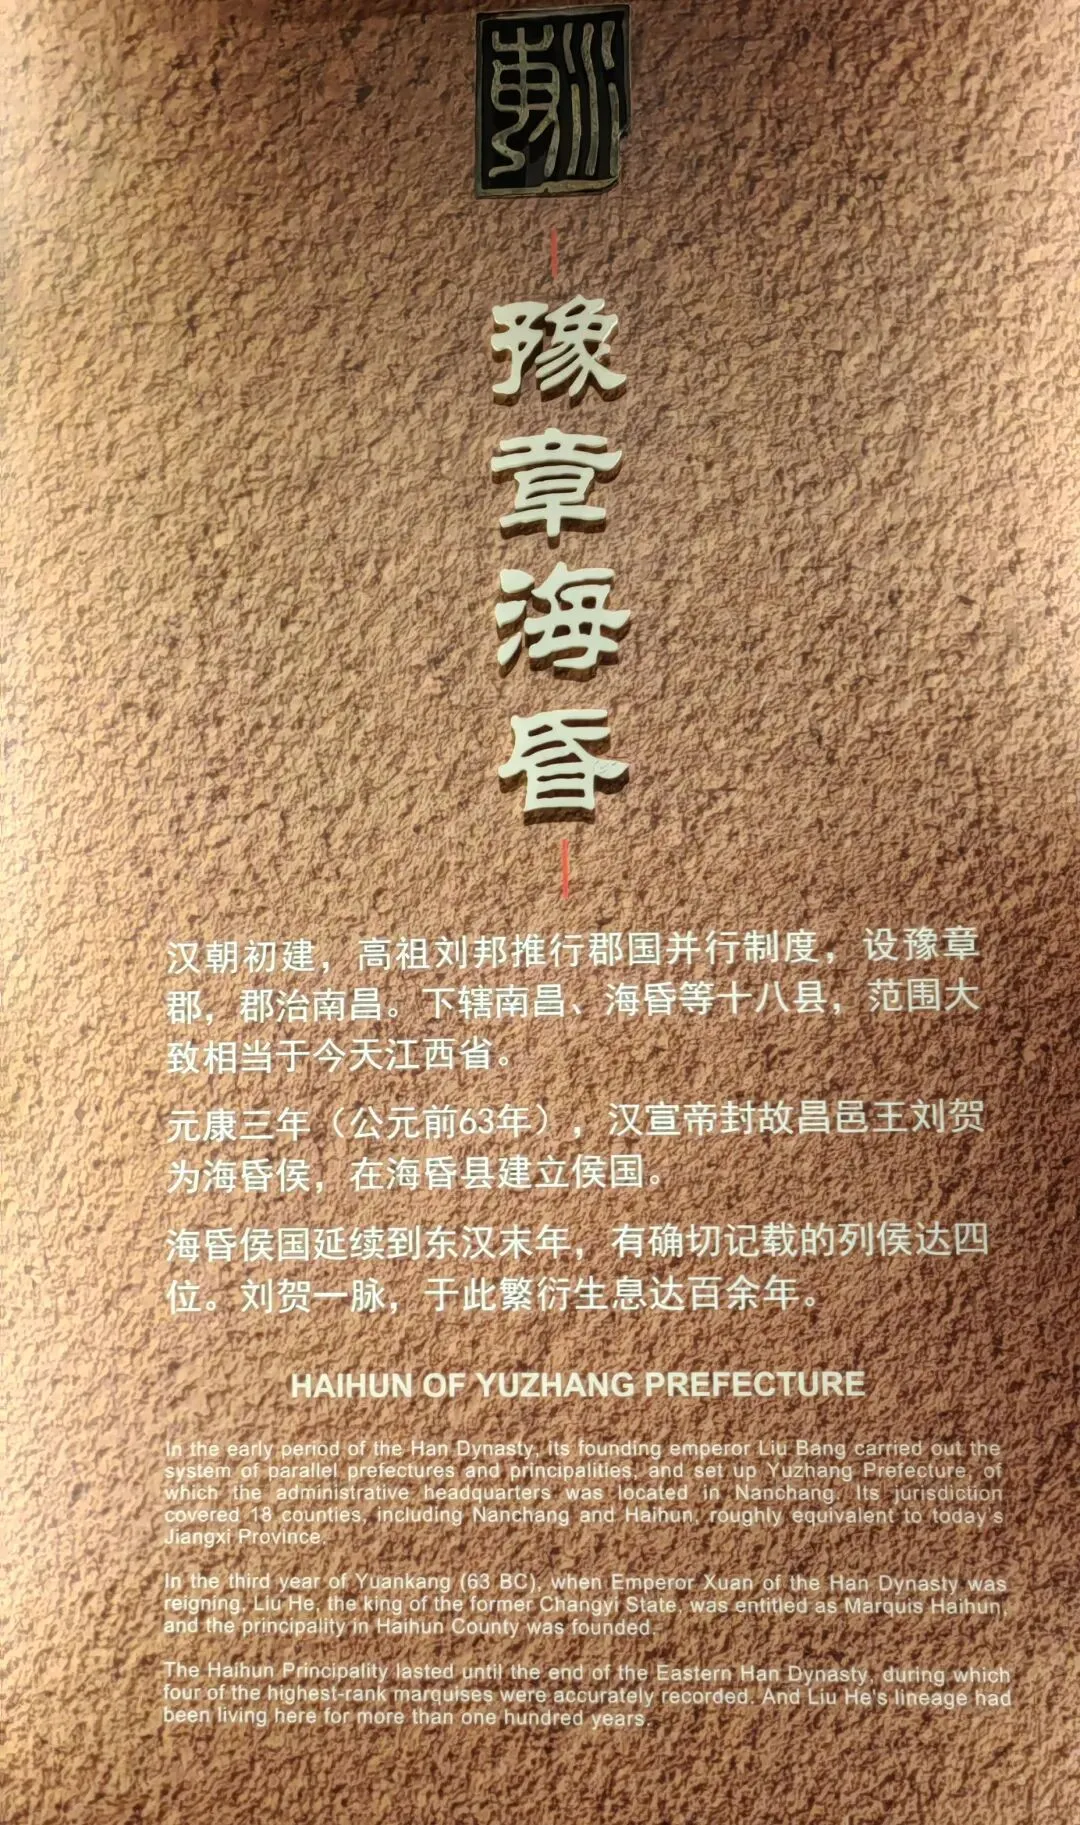 豫章海昏
汉朝初建，高祖刘邦推行郡国并行制度，设豫章
郡，郡治南昌。下辖南昌、海昏等十八县，范围大
致相当于今天江西省。
元康三年（公元前63年），汉宣帝封故昌邑王刘贺
为海昏侯，在海昏县建立侯国。
海昏侯国延续到东汉末年，有确切记载的列侯达四
位。刘贺一脉，于此繁衍生息达百余年。
HAIHUN OF YUZHANG PREFECTURE
In the early period of the Han Dynasty, its founding emperor Liu Bang carried out the
system of parallel prefectures and principalities, and set up Yuzhang Prefecture, of
which the administrative headquarters was located in Nanchang. Its jurisdiction
covered 18 counties, including Nanchang and Haihun, roughly equivalent to today's
Jiangxi Province.
In the third year of Yuankang (63 BC), when Emperor Xuan of the Han Dynasty was
reigning, Liu He, the king of the former Changyi State, was entitled as Marquis Haihun,
and the principality in Haihun County was founded.
The Haihun Principality lasted until the end of the Eastern Han Dynasty, during which
four of the highest-rank marquises were accurately recorded. And Liu He's lineage had
been living here for more than one hundred years.